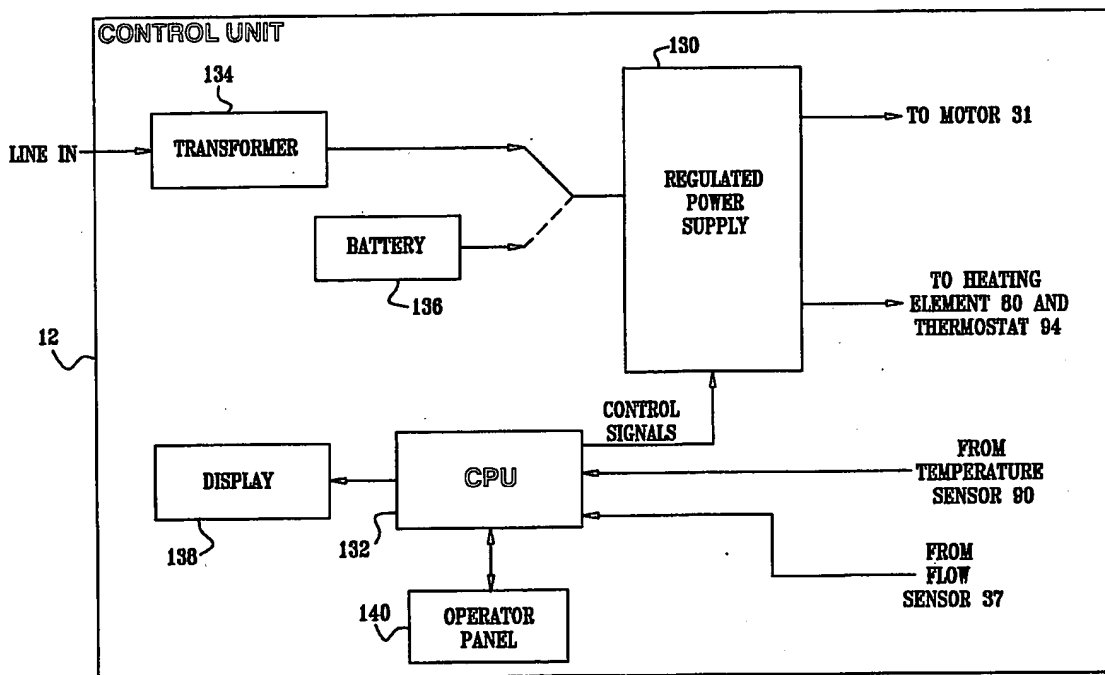 CONTROL UNIT
134
130
LINE IN
TRANSFORMER
TO MOTOR 31
REGULATED
POWER
SUPPLY
BATTERY
136
TO HEATING
ELEMENT 80 AND
THERMOSTAT 94
12
CONTROL
SIGNALS
CPU
DISPLAY
FROM
TEMPERATURE
SENSOR 90
138
132
FROM
FLOW
SENSOR 37
140
OPERATOR
PANEL